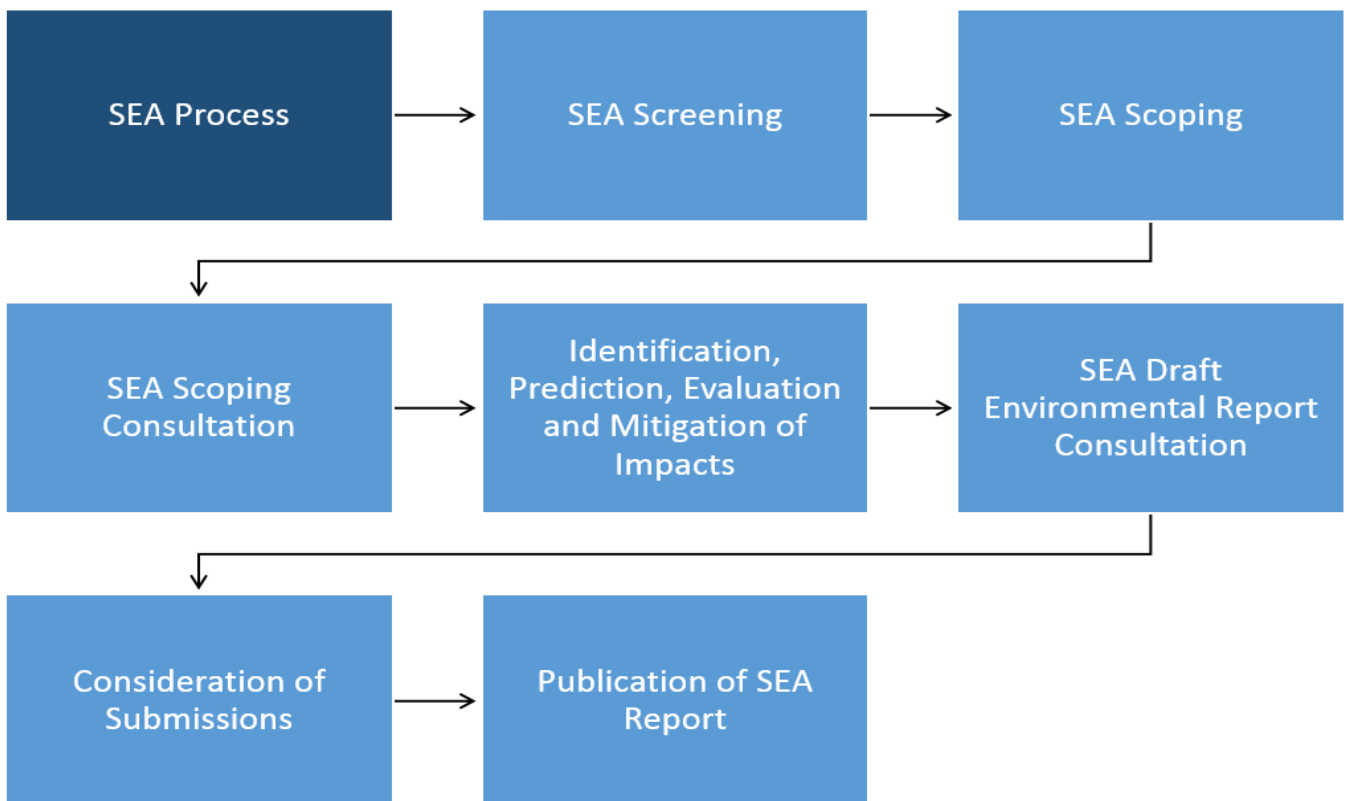 SEA Process
SEA Screening
SEA Scoping
SEA Scoping
Consultation
Identification,
Prediction, Evaluation
and Mitigation of
Impacts
SEA Draft
Environmental Report
Consultation
Consideration of
Submissions
Publication of SEA
Report